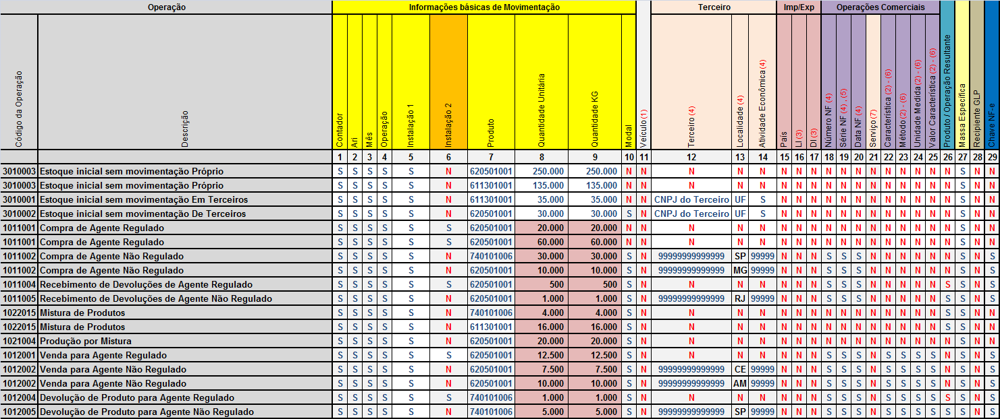 Operação Informações básicas de Movimentação Terceiro Imp/Exp Operações Comerciais
Código da Operação
Descrição
Contador
Ari
Mês
Operação
Instalação 1
Instalação 2
Produto
Quantidade Unitária
Quantidade KG
Modal
Veículo (1)
Terceiro (4)
Localidade (4)
Atividade Econômica (4)
País
LI (3)
DI (3)
Número NF (4)
Série NF (4) , (5)
Data NF (4)
Serviço (7)
Característica (2) - (6)
Método (2) - (6)
Unidade Medida (2) - (6)
Valor Característica (2) - (6)
Produto / Operação Resultante
Massa Específica
Recipiente GLP
Chave NF-e
1 2 3 4 5 6 7 8 9 10 11 12 13 14 15 16 17 18 19 20 21 22 23 24 25 26 27 28 29
3010003 Estoque inicial sem movimentação Próprio S S S S S N 620501001 250.000 250.000 N N N N N N N N N N N N N N N N N S N N
3010003 Estoque inicial sem movimentação Próprio S S S S S N 611301001 135.000 135.000 N N N N N N N N N N N N N N N N N S N N
3010001 Estoque inicial sem movimentação Em Terceiros S S S S S N 611301001 35.000 35.000 N N CNPJ do Terceiro UF S N N N N N N N N N N N N S N N
3010002 Estoque inicial sem movimentação De Terceiros S S S S S N 620501001 30.000 30.000 S N CNPJ do Terceiro UF S N N N N N N N N N N N N S N N
1011001 Compra de Agente Regulado S S S S S S 620501001 20.000 20.000 N N N N N N N N N N N N N N N N N S N N
1011001 Compra de Agente Regulado S S S S S S 620501001 60.000 60.000 N N N N N N N N N N N N N N N N N S N N
1011002 Compra de Agente Não Regulado S S S S S N 740101006 30.000 30.000 S N 99999999999999 SP 99999 N N N S S S N N N N N N S N S
1011002 Compra de Agente Não Regulado S S S S S N 740101006 10.000 10.000 S N 99999999999999 MG 99999 N N N S S S N N N N N N S N S
1011004 Recebimento de Devoluções de Agente Regulado S S S S S S 620501001 500 500 S N N N N N N N S S S N N N N N S S N S
1011005 Recebimento de Devoluções de Agente Não Regulado S S S S S N 620501001 1.000 1.000 S N 99999999999999 RJ 99999 N N N S S S N N N N N S S N S
1022015 Mistura de Produtos S S S S S N 740101006 4.000 4.000 S N N N N N N N N N N N N N N N S S N N
1022015 Mistura de Produtos S S S S S N 611301001 16.000 16.000 S N N N N N N N N N N N N N N N S S N N
1021004 Produção por Mistura S S S S S N 620501001 20.000 20.000 S N N N N N N N N N N N N N N N N S N N
1012001 Venda para Agente Regulado S S S S S S 620501001 12.500 12.500 S N N N N N N N S S S N S S S S N S N S
1012002 Venda para Agente Não Regulado S S S S S N 620501001 7.500 7.500 S N 99999999999999 CE 99999 N N N S S S N S S S S N S N S
1012002 Venda para Agente Não Regulado S S S S S N 620501001 10.000 10.000 S N 99999999999999 AM 99999 N N N S S S N S S S S N S N S
1012004 Devolução de Produto para Agente Regulado S S S S S S 740101006 1.000 1.000 S N N N N N N N S S S N S S S S S S N S
1012005 Devolução de Produto para Agente Não Regulado S S S S S N 740101006 5.000 5.000 S N 99999999999999 SP 99999 N N N S S S N S S S S S S N S